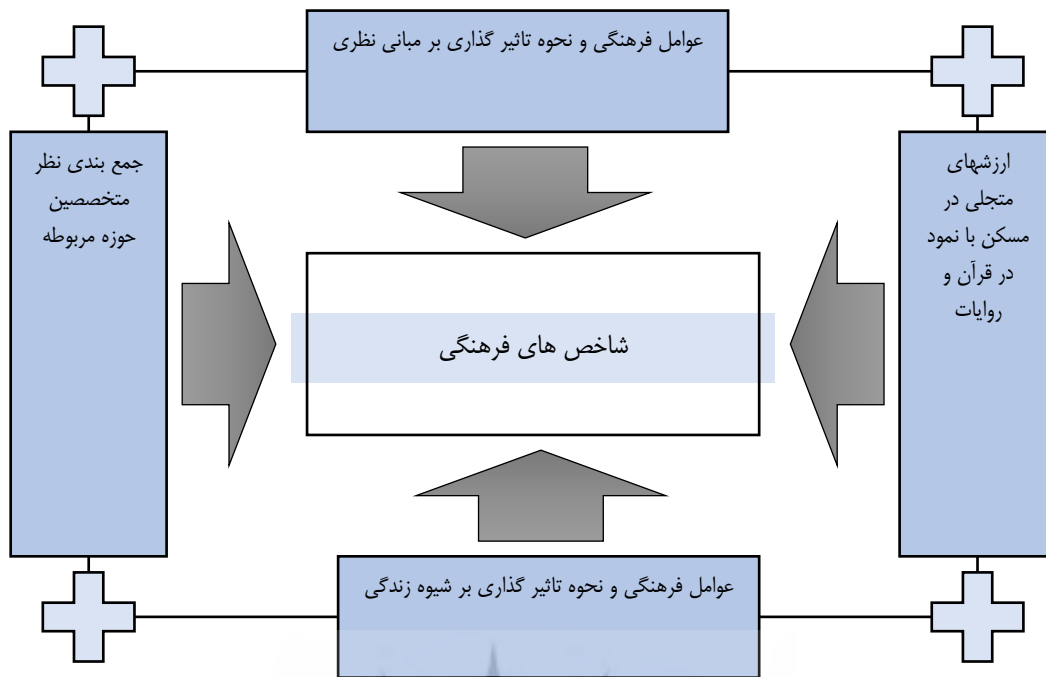 عوامل فرهنگی و نحوه تاثیر گذاری بر مبانی نظری
ارزشهای
متجلی در
مسکن با نمود
در قرآن و
روایات
جمع بندی نظر
متخصصین
حوزه مربوطه
شاخص های فرهنگی
عوامل فرهنگی و نحوه تاثیر گذاری بر شیوه زندگی